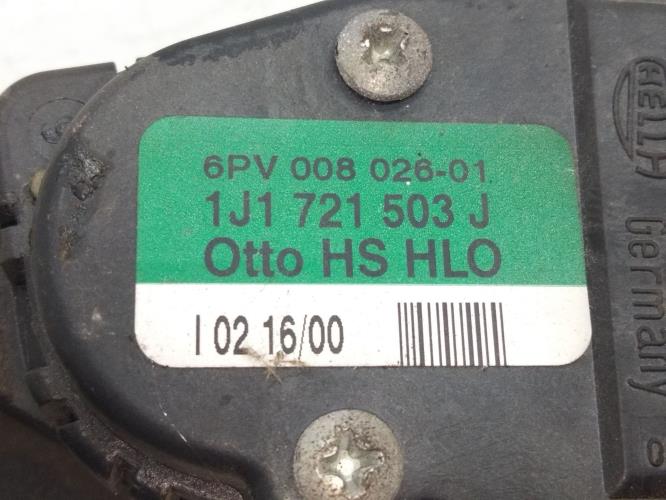 6PV 008 026-01
1J1 721 503 J
Otto HS HLO
I 02 16/00
HELLA
Germany